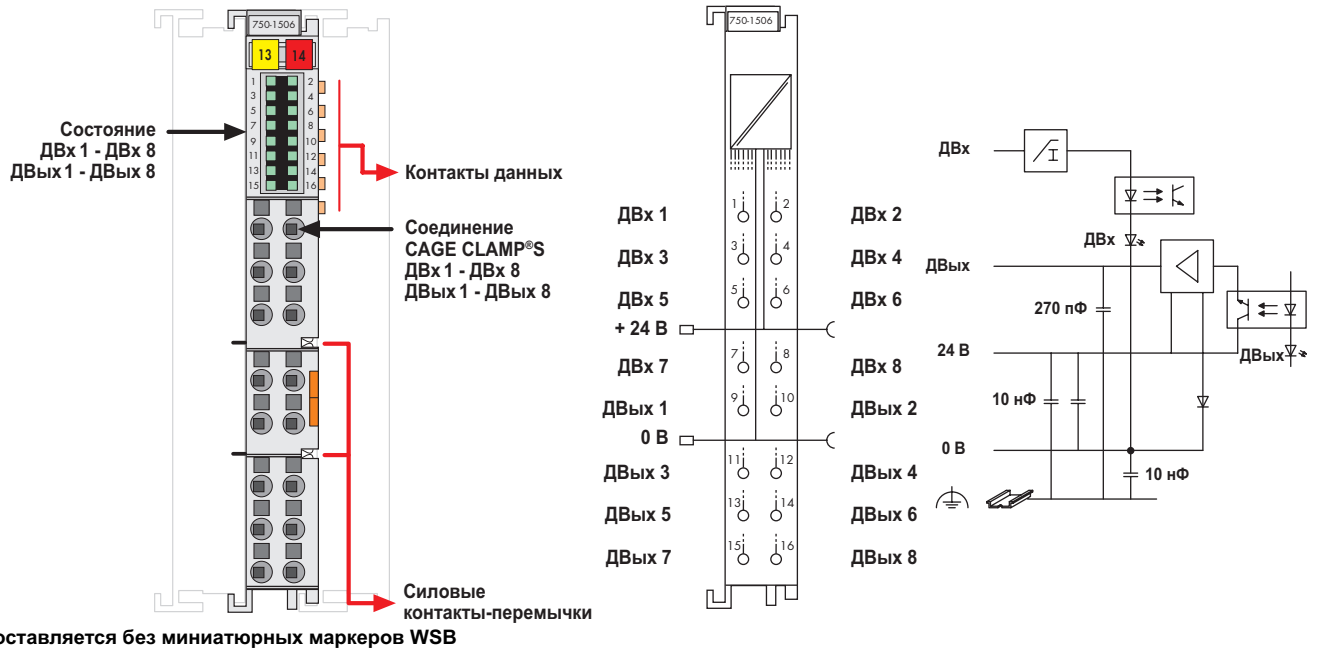 750-1506
13 14
1 2
3 4
5 6
7 8
9 10
11 12
13 14
15 16
Состояние
ДВх 1 - ДВх 8
ДВых 1 - ДВых 8
Контакты данных
Соединение
CAGE CLAMP®S
ДВх 1 - ДВх 8
ДВых 1 - ДВых 8
Силовые
контакты-перемычки
оставляется без миниатюрных маркеров WSB
750-1506
ДВх 1 1 2 ДВх 2
ДВх 3 3 4 ДВх 4
ДВх 5 5 6 ДВх 6
+ 24 В
ДВх 7 7 8 ДВх 8
ДВых 1 9 10 ДВых 2
0 В
ДВых 3 11 12 ДВых 4
ДВых 5 13 14 ДВых 6
ДВых 7 15 16 ДВых 8
ДВх
I
ДВх
ДВых
270 пФ
24 В
ДВых
10 нФ
0 В
10 нФ